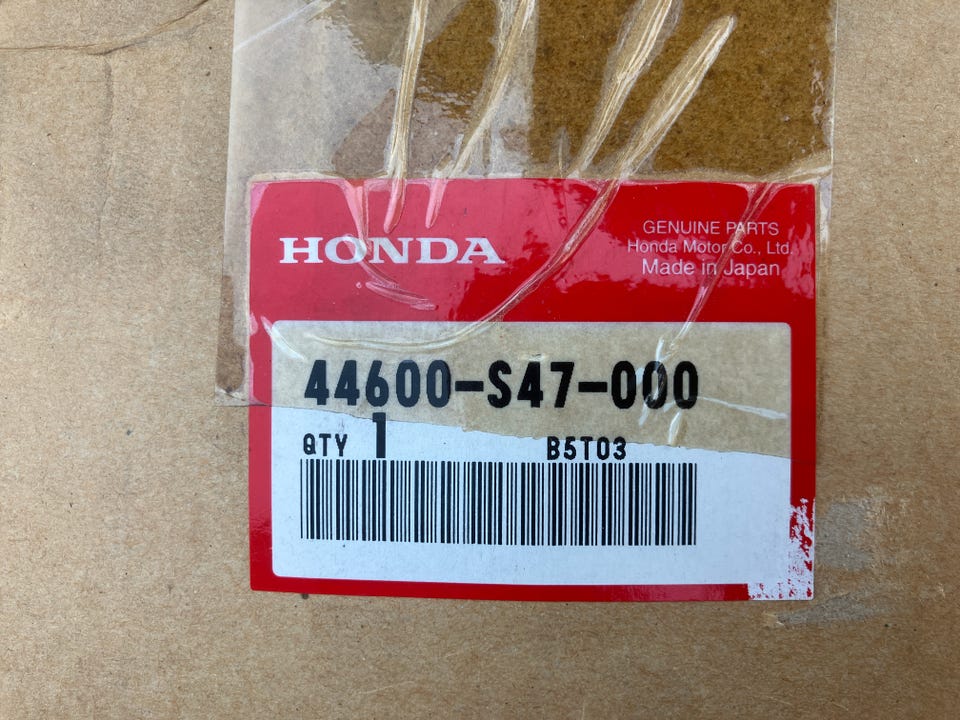 HONDA
GENUINE PARTS
Honda Motor Co., Ltd.
Made in Japan
44600-S47-000
QTY 1 B5T03